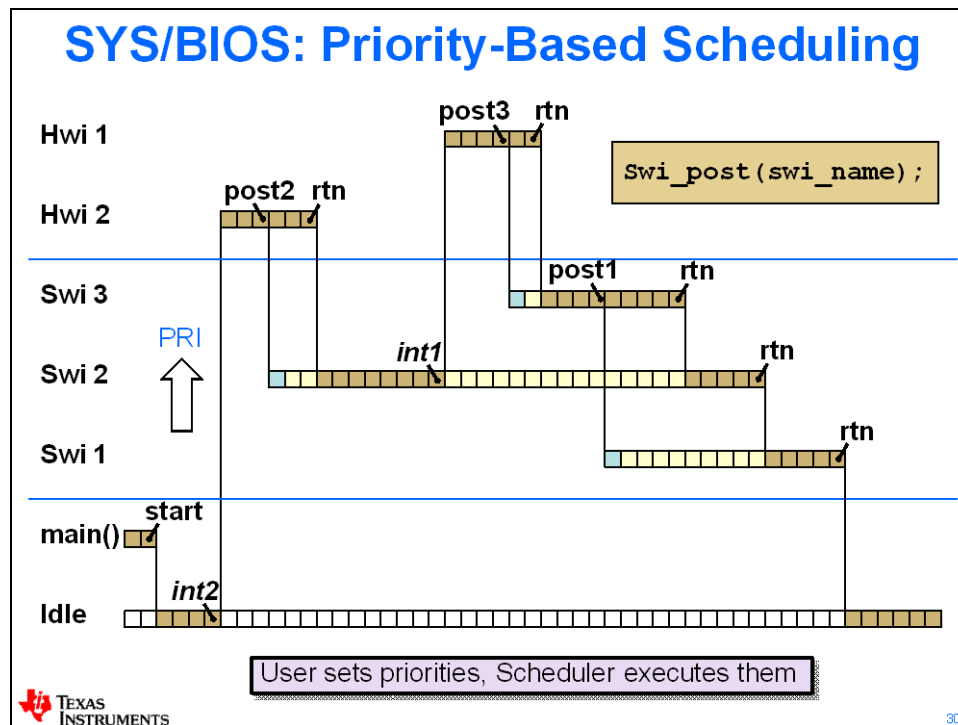 SYS/BIOS: Priority-Based Scheduling
post3 rtn
Hwi 1
Swi_post(swi_name);
post2 rtn
Hwi 2
post1 rtn
Swi 3
PRI
int1 rtn
Swi 2
rtn
Swi 1
start
main()
int2
Idle
User sets priorities, Scheduler executes them
TEXAS
INSTRUMENTS
30